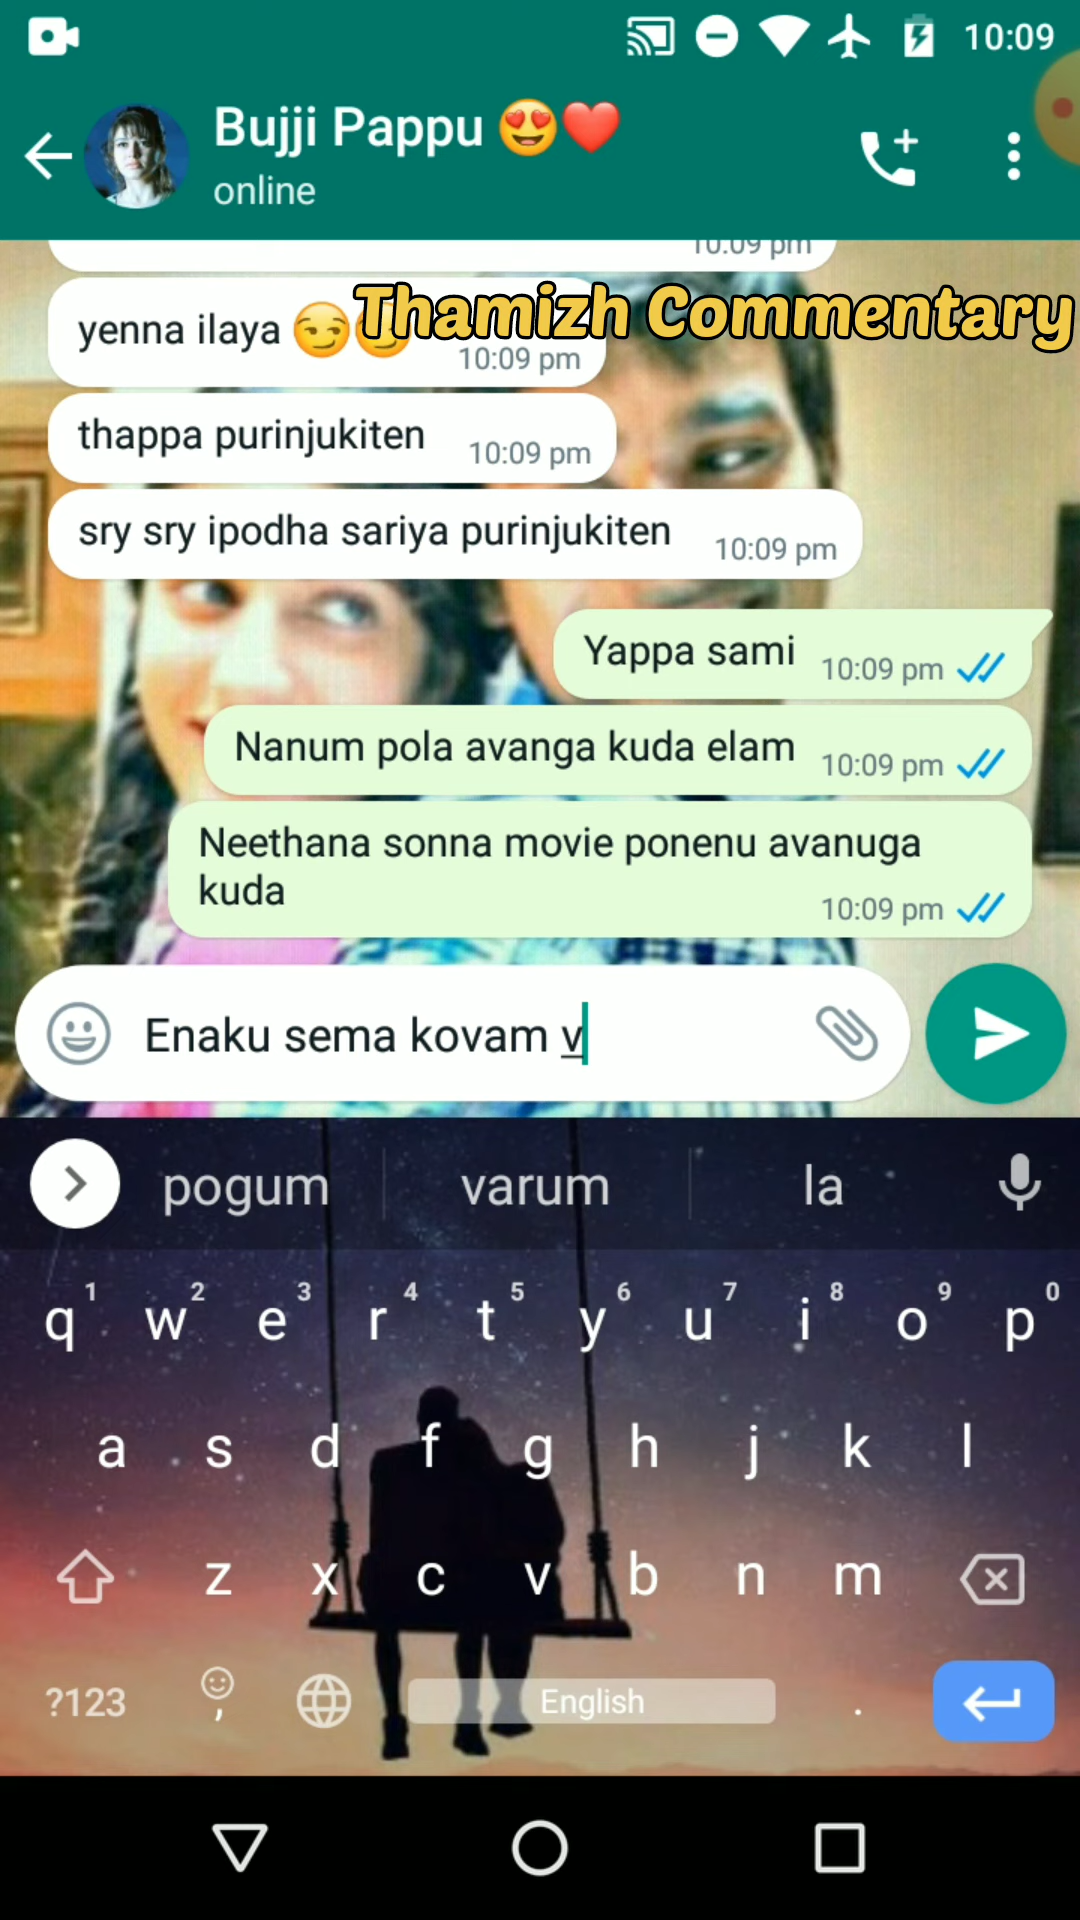 10:09
Bujji Pappu 😍❤️
online
10:09 pm
Thamizh Commentary
yenna ilaya 😏😏 10:09 pm
thappa purinjukiten 10:09 pm
sry sry ipodha sariya purinjukiten 10:09 pm
Yappa sami 10:09 pm
Nanum pola avanga kuda elam 10:09 pm
Neethana sonna movie ponenu avanuga
kuda 10:09 pm
Enaku sema kovam v
pogum varum la
1 2 3 4 5 6 7 8 9 0
q w e r t y u i o p
a s d f g h j k l
z x c v b n m
?123 , English .